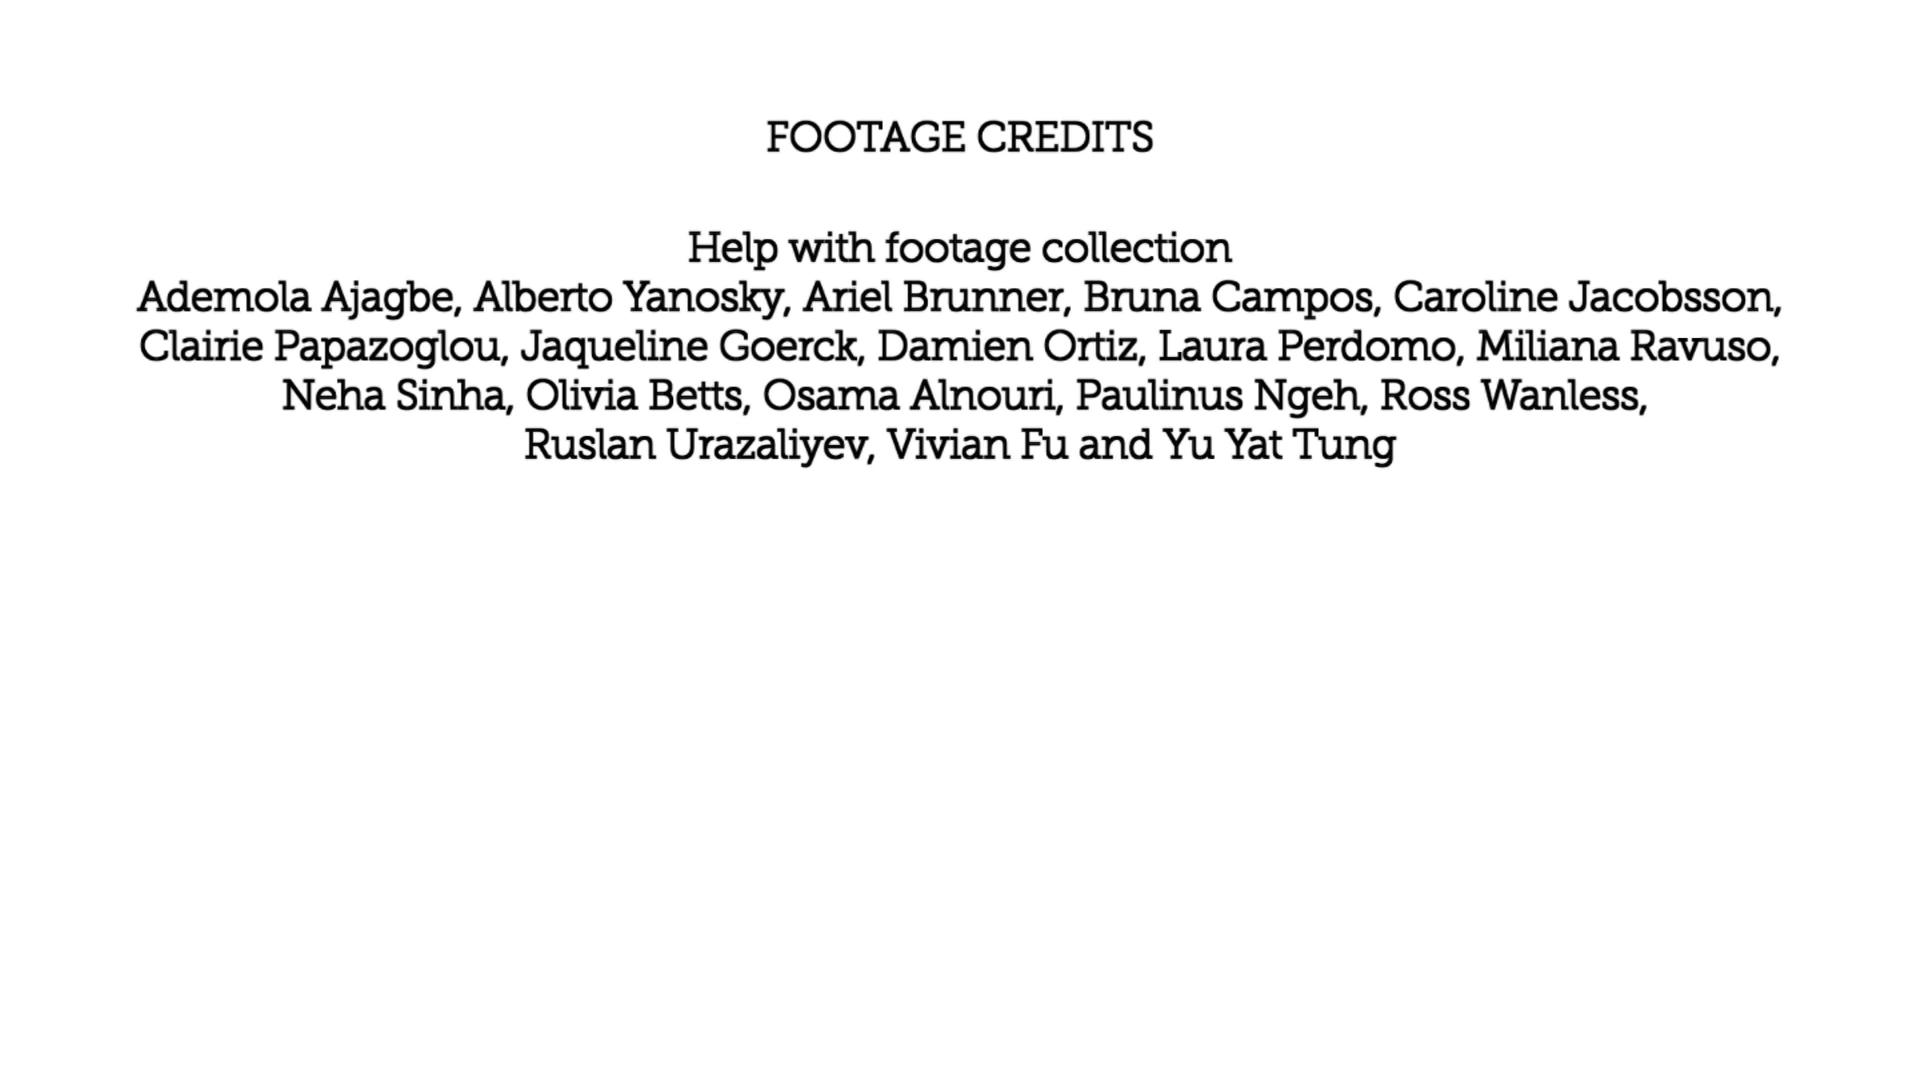 FOOTAGE CREDITS
Help with footage collection
Ademola Ajagbe, Alberto Yanosky, Ariel Brunner, Bruna Campos, Caroline Jacobsson,
Clairie Papazoglou, Jaqueline Goerck, Damien Ortiz, Laura Perdomo, Miliana Ravuso,
Neha Sinha, Olivia Betts, Osama Alnouri, Paulinus Ngeh, Ross Wanless,
Ruslan Urazaliyev, Vivian Fu and Yu Yat Tung